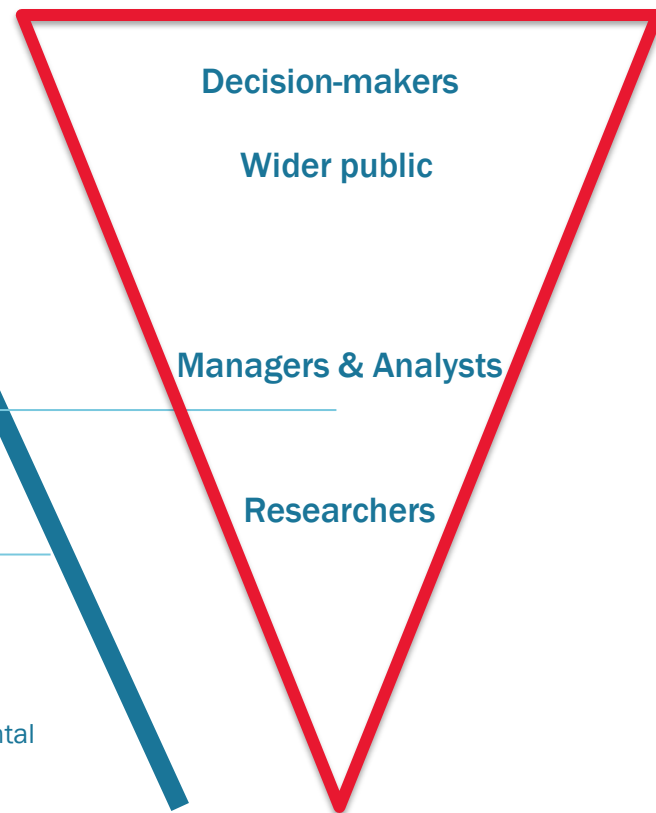 Decision-makers
Wider public
Managers & Analysts
Researchers